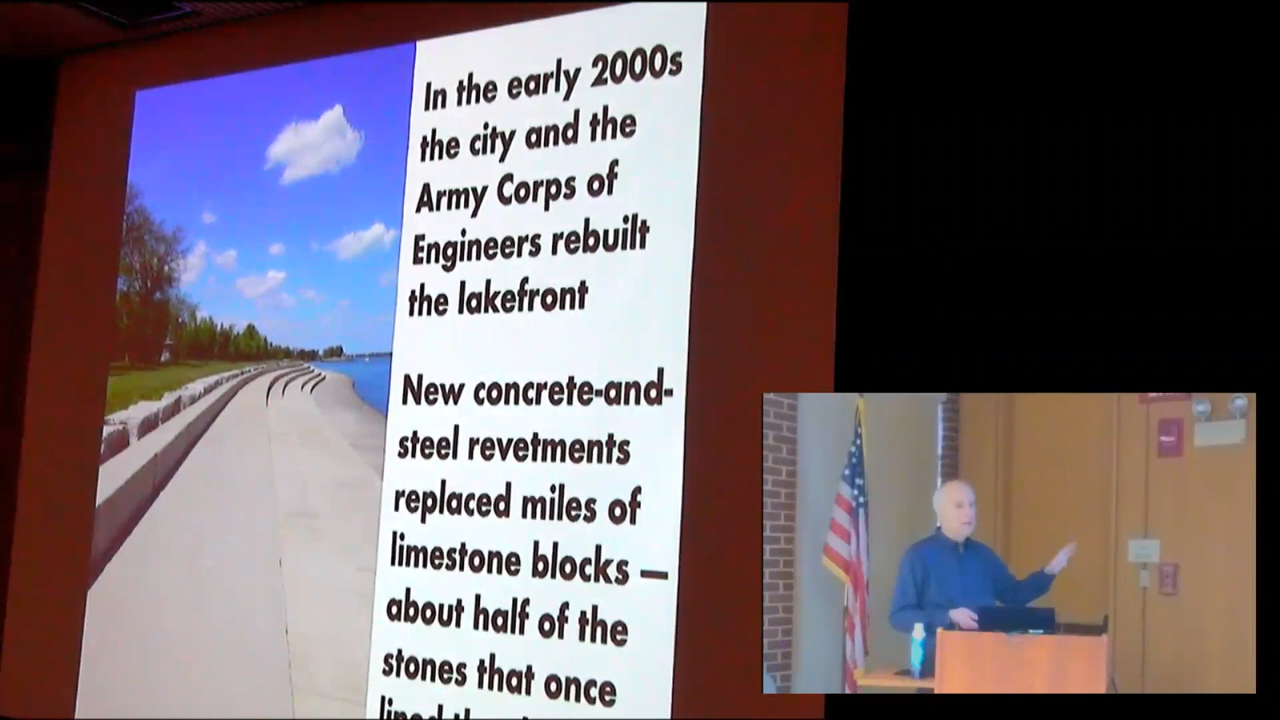 In the early 2000s
the city and the
Army Corps of
Engineers rebuilt
the lakefront
New concrete-and-
steel revetments
replaced miles of
limestone blocks —
about half of the
stones that once